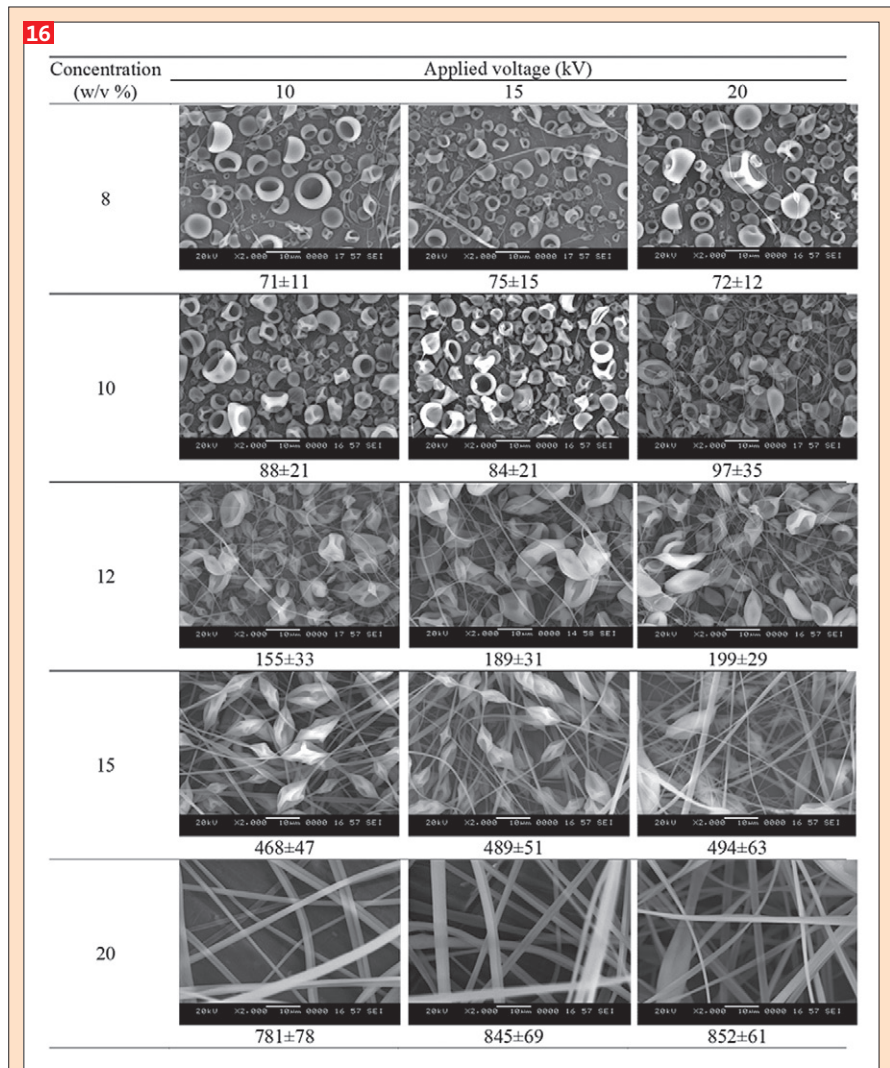 16
Concentration (w/v %)
Applied voltage (kV)
10 15 20
8
20kV X2,000 10μm 0000 17 57 SEI
20kV X2,000 10μm 0000 17 57 SEI
20kV X2,000 10μm 0000 16 57 SEI
71±11 75±15 72±12
10
20kV X2,000 10μm 0000 16 57 SEI
20kV X2,000 10μm 0000 16 57 SEI
20kV X2,000 10μm 0000 17 57 SEI
88±21 84±21 97±35
12
20kV X2,000 10μm 0000 17 57 SEI
20kV X2,000 10μm 0000 14 58 SEI
20kV X2,000 10μm 0000 16 57 SEI
155±33 189±31 199±29
15
20kV X2,000 10μm 0000 16 57 SEI
20kV X2,000 10μm 0000 16 57 SEI
20kV X2,000 10μm 0000 16 57 SEI
468±47 489±51 494±63
20
20kV X2,000 10μm 0000 16 57 SEI
20kV X2,000 10μm 0000 16 57 SEI
20kV X2,000 10μm 0000 16 57 SEI
781±78 845±69 852±61